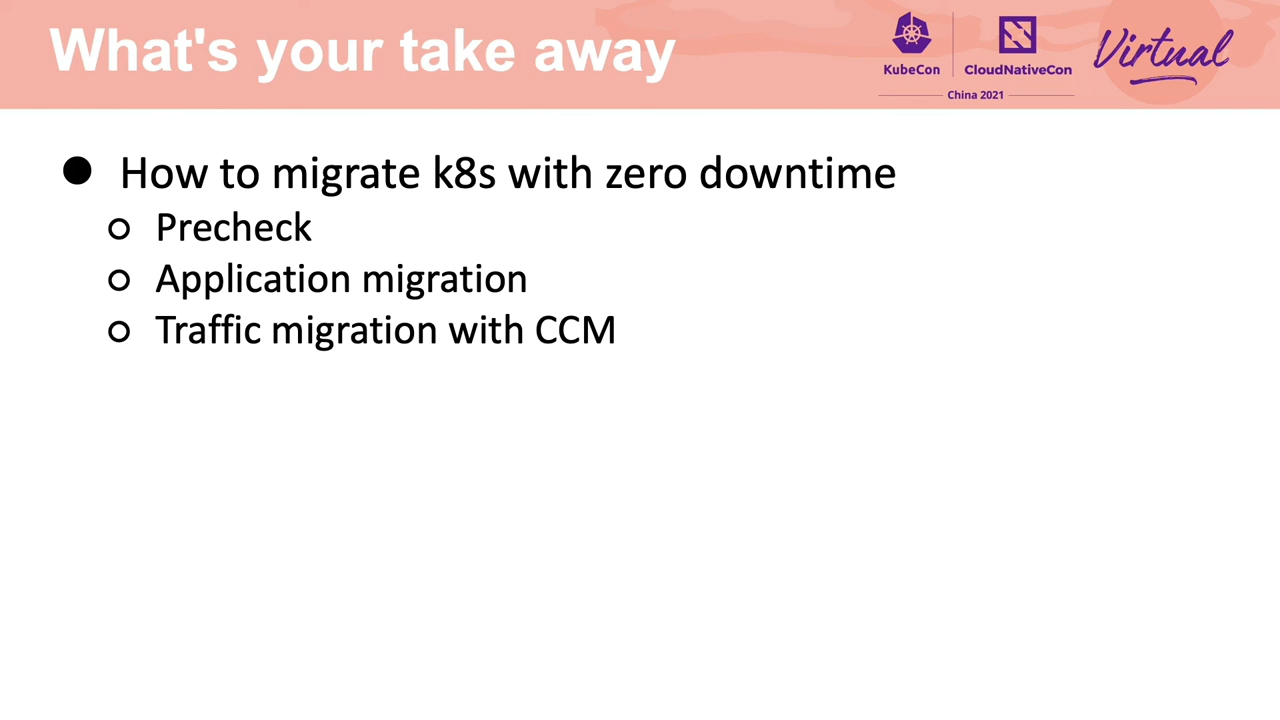 What's your take away
KubeCon
CloudNativeCon
China 2021
Virtual
● How to migrate k8s with zero downtime
○ Precheck
○ Application migration
○ Traffic migration with CCM